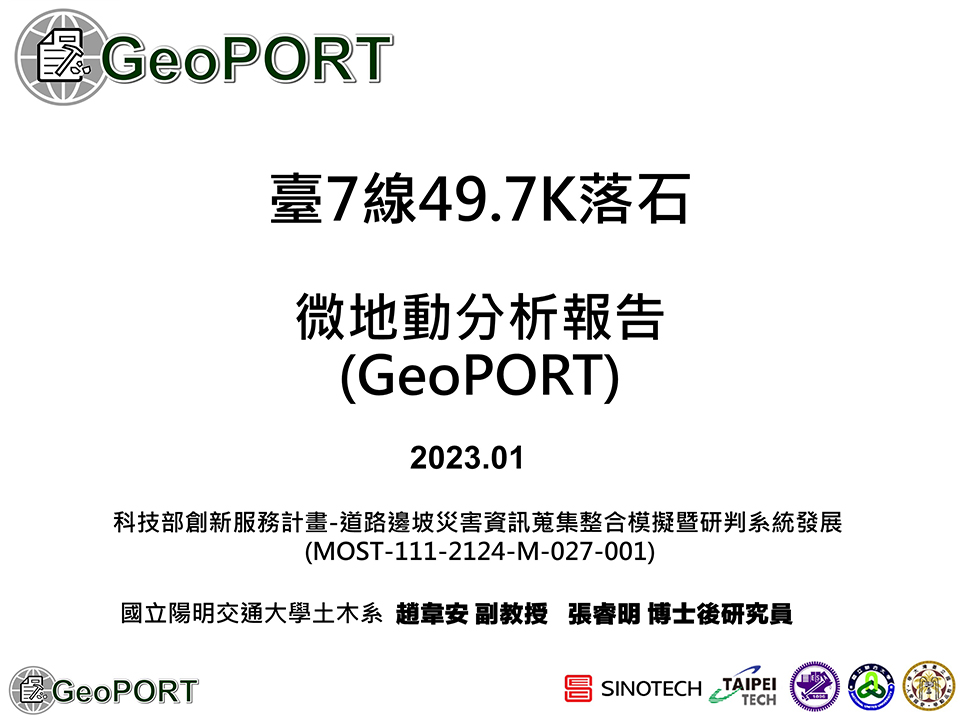 GeoPORT
臺7線49.7K落石
微地動分析報告
(GeoPORT)
2023.01
科技部創新服務計畫-道路邊坡災害資訊蒐集整合模擬暨研判系統發展
(MOST-111-2124-M-027-001)
國立陽明交通大學土木系 趙韋安 副教授 張睿明 博士後研究員
GeoPORT
SINOTECH
TAIPEI
TECH
1896